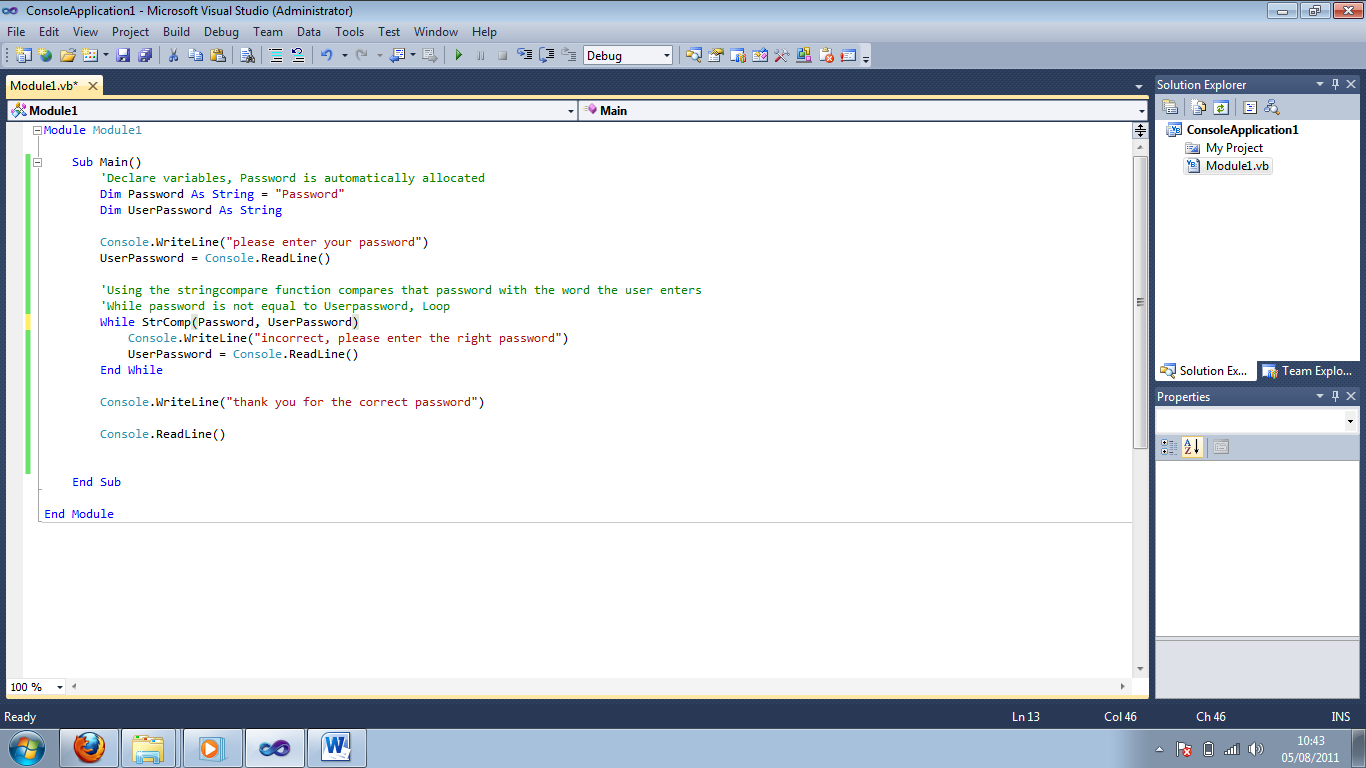 ConsoleApplication1 - Microsoft Visual Studio (Administrator)
File Edit View Project Build Debug Team Data Tools Test Window Help
Debug
Module1.vb*
Module1 Main
Module Module1
Sub Main()
'Declare variables, Password is automatically allocated
Dim Password As String = "Password"
Dim UserPassword As String
Console.WriteLine("please enter your password")
UserPassword = Console.ReadLine()
'Using the stringcompare function compares that password with the word the user enters
'While password is not equal to Userpassword, Loop
While StrComp(Password, UserPassword)
Console.WriteLine("incorrect, please enter the right password")
UserPassword = Console.ReadLine()
End While
Console.WriteLine("thank you for the correct password")
Console.ReadLine()
End Sub
End Module
100 %
Solution Explorer
ConsoleApplication1
My Project
Module1.vb
Solution Ex... Team Explo...
Properties
Ready Ln 13 Col 46 Ch 46 INS
10:43
05/08/2011